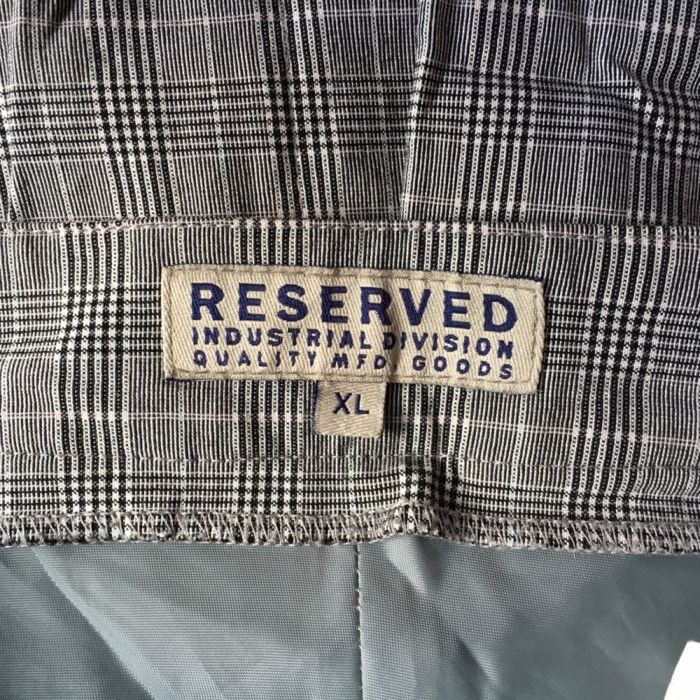 RESERVED
INDUSTRIAL DIVISION
QUALITY MFD GOODS
XL